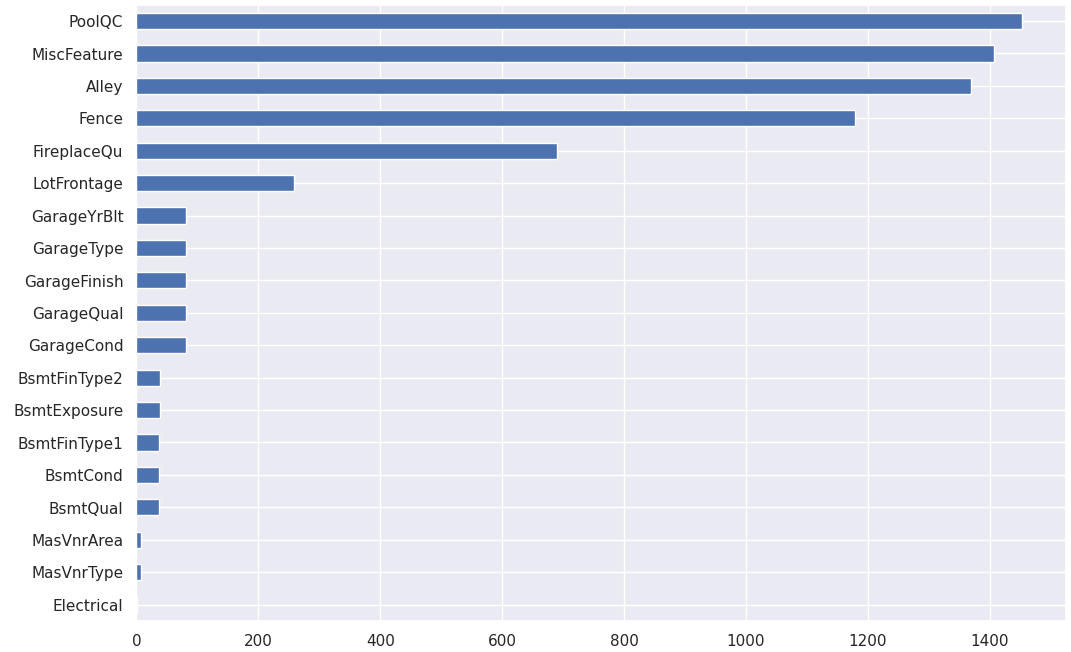 PoolQC
MiscFeature
Alley
Fence
FireplaceQu
LotFrontage
GarageYrBlt
GarageType
GarageFinish
GarageQual
GarageCond
BsmtFinType2
BsmtExposure
BsmtFinType1
BsmtCond
BsmtQual
MasVnrArea
MasVnrType
Electrical
0 200 400 600 800 1000 1200 1400